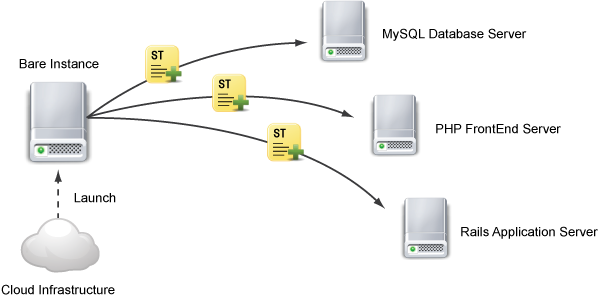 MySQL Database Server
Bare Instance
ST
ST
PHP FrontEnd Server
ST
Launch
Rails Application Server
Cloud Infrastructure